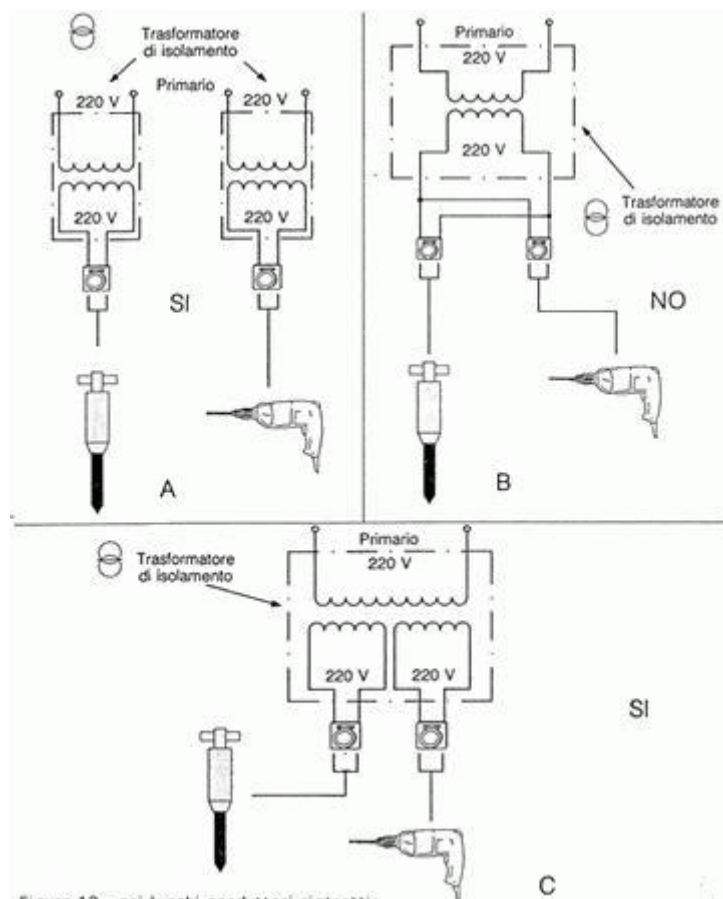 Trasformatore
di isolamento
Primario
220 V
220 V
220 V
220 V
SI
A
Primario
220 V
220 V
Trasformatore
di isolamento
NO
B
Trasformatore
di isolamento
Primario
220 V
220 V
220 V
SI
C